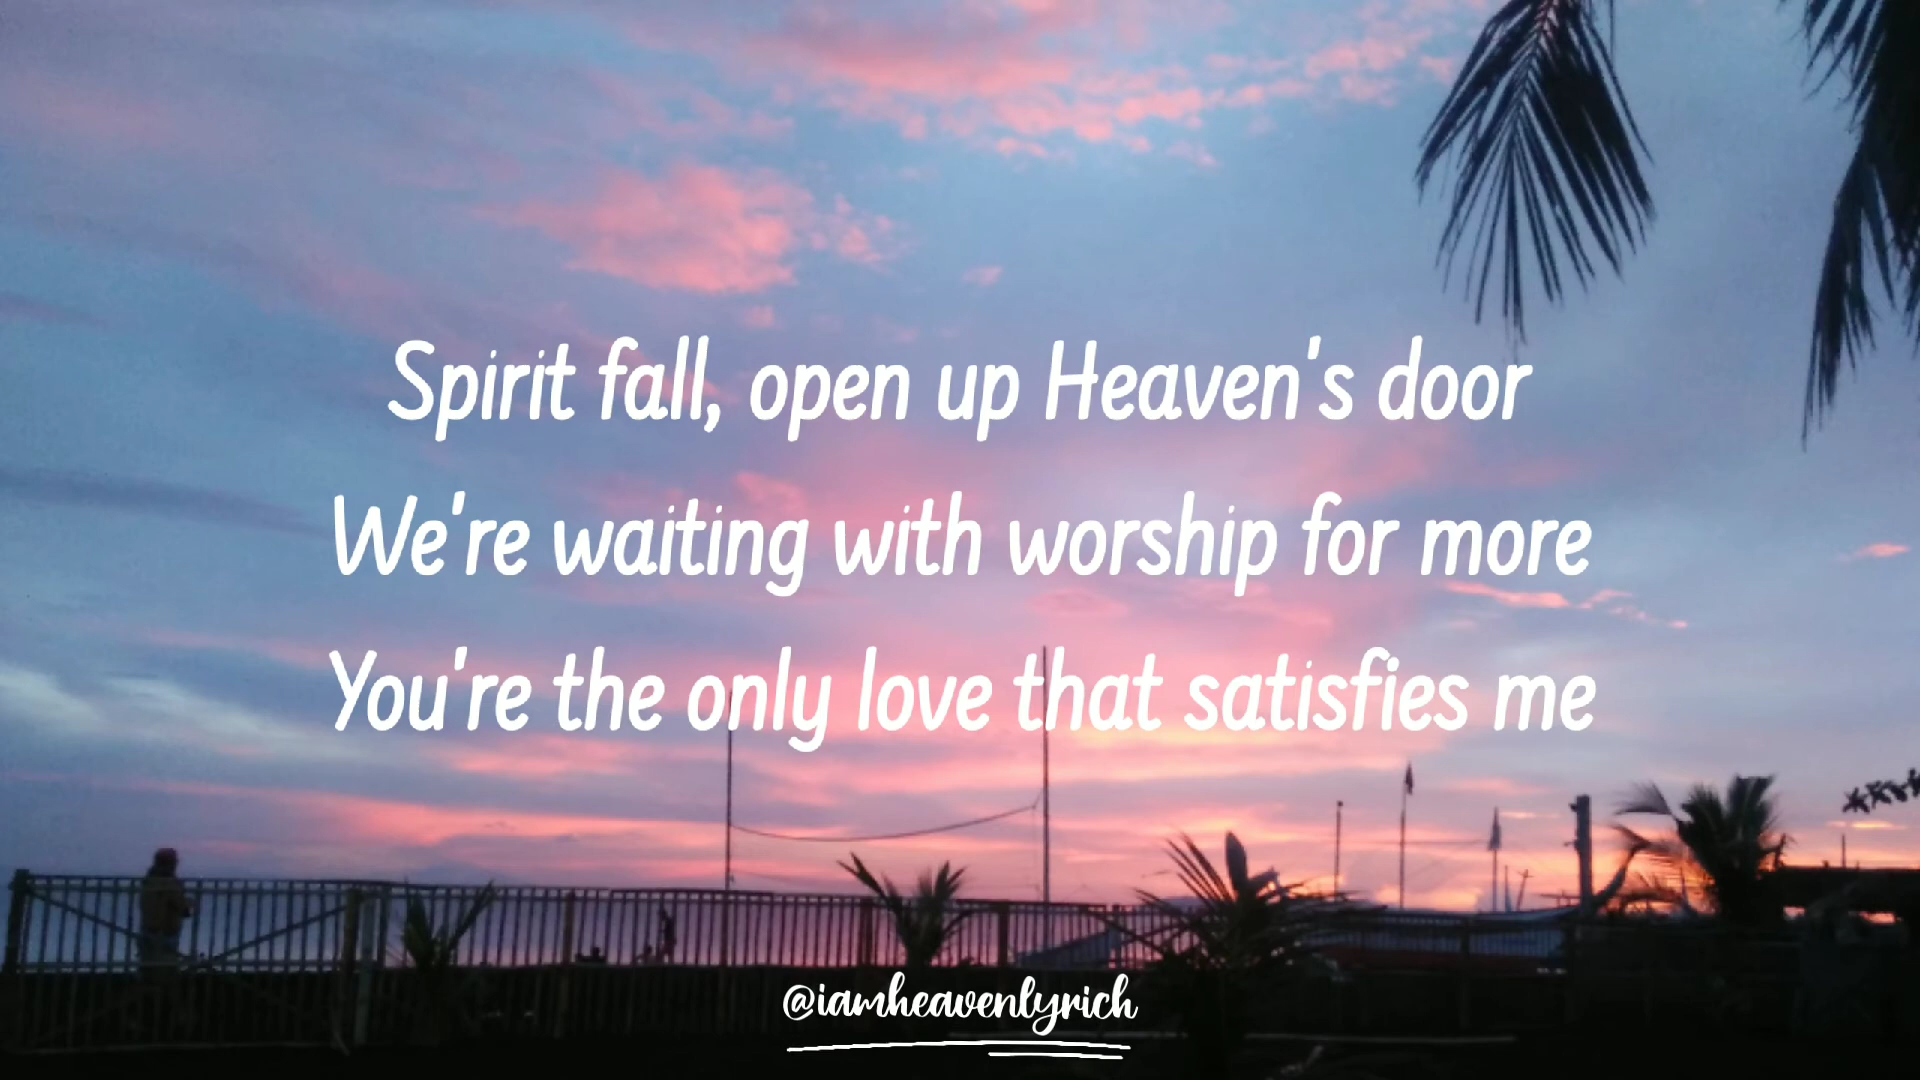 Spirit fall, open up Heaven's door
We're waiting with worship for more
You're the only love that satisfies me
@iamheavenlyrich